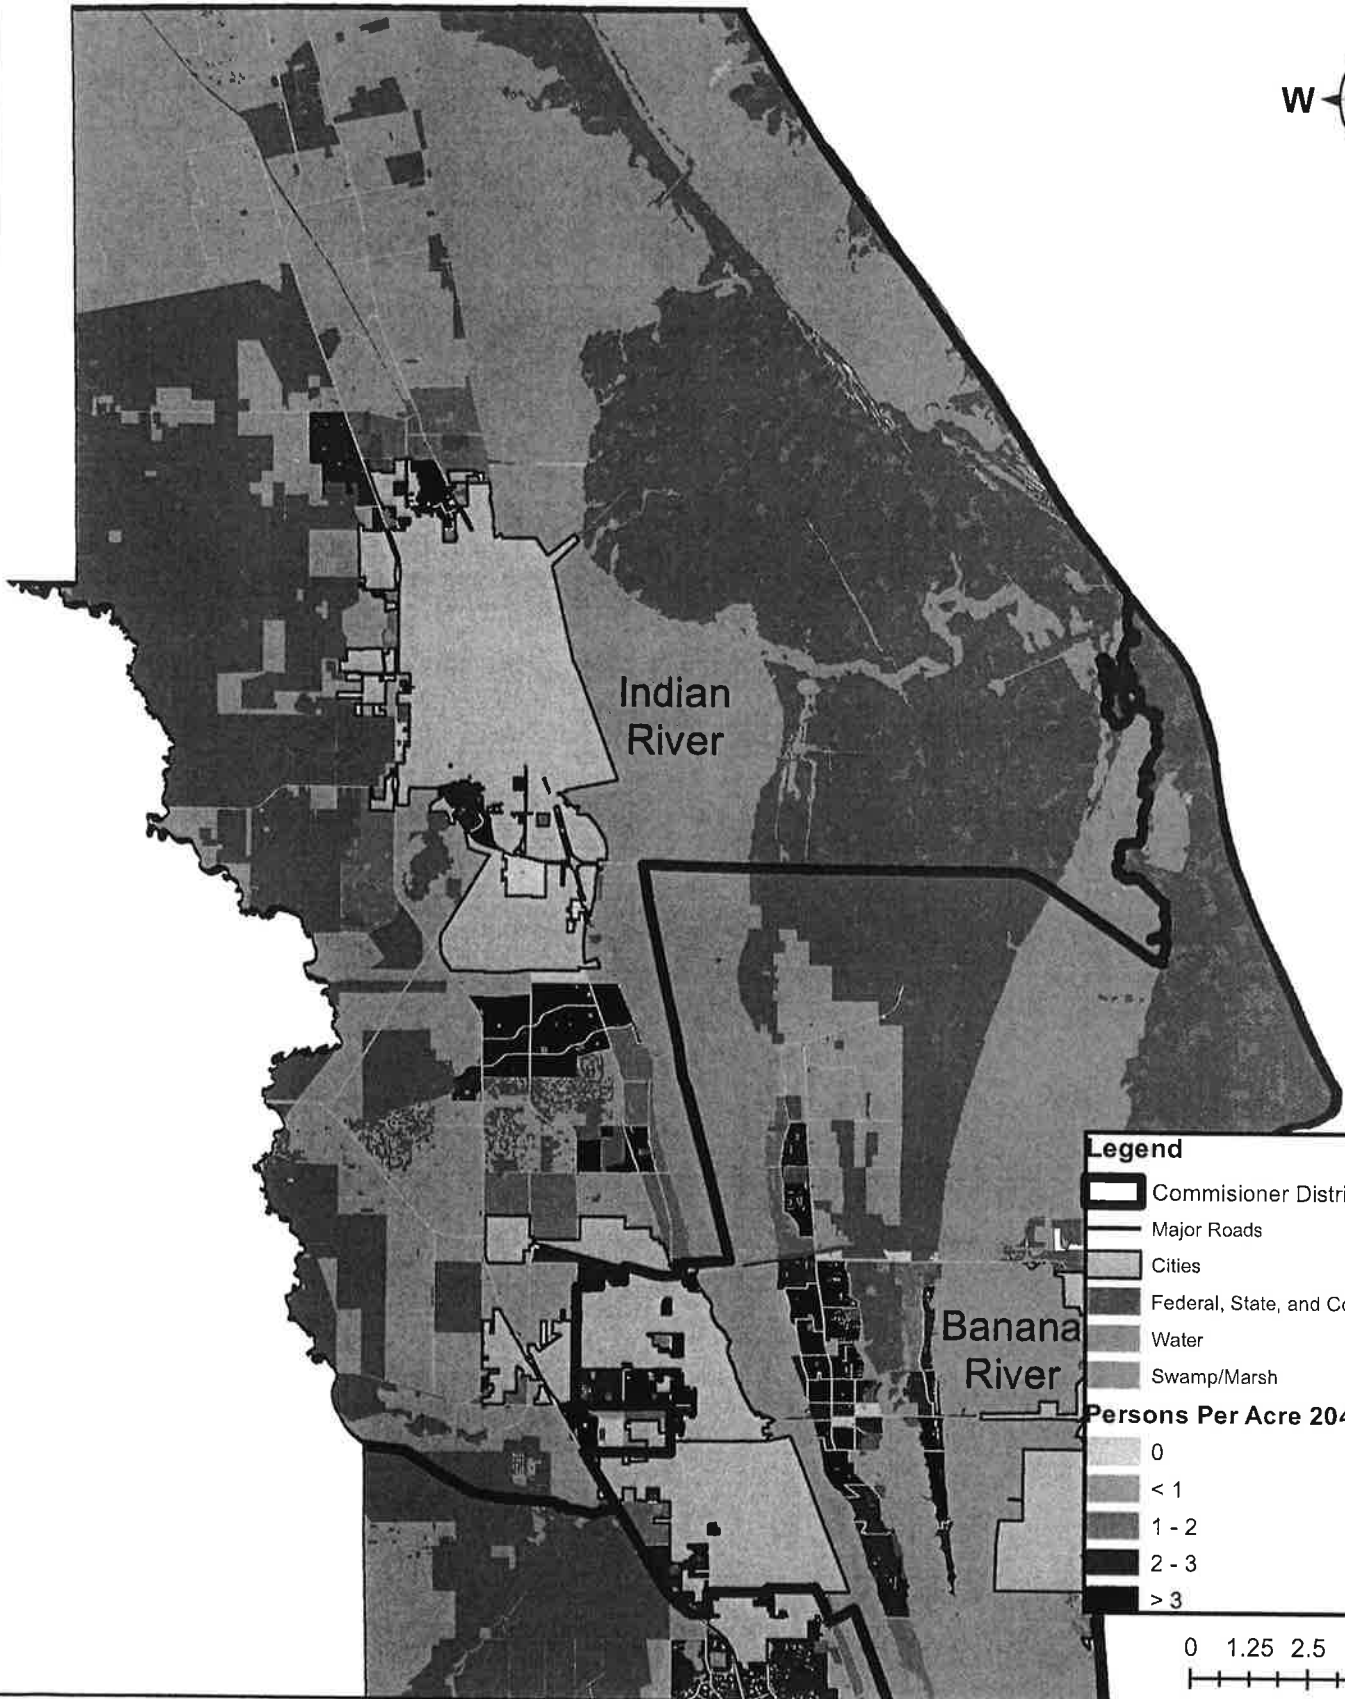 W
Indian
River
Banana
River
Legend
Commisioner Distri
Major Roads
Cities
Federal, State, and Co
Water
Swamp/Marsh
Persons Per Acre 204
0
< 1
1 - 2
2 - 3
> 3
0 1.25 2.5